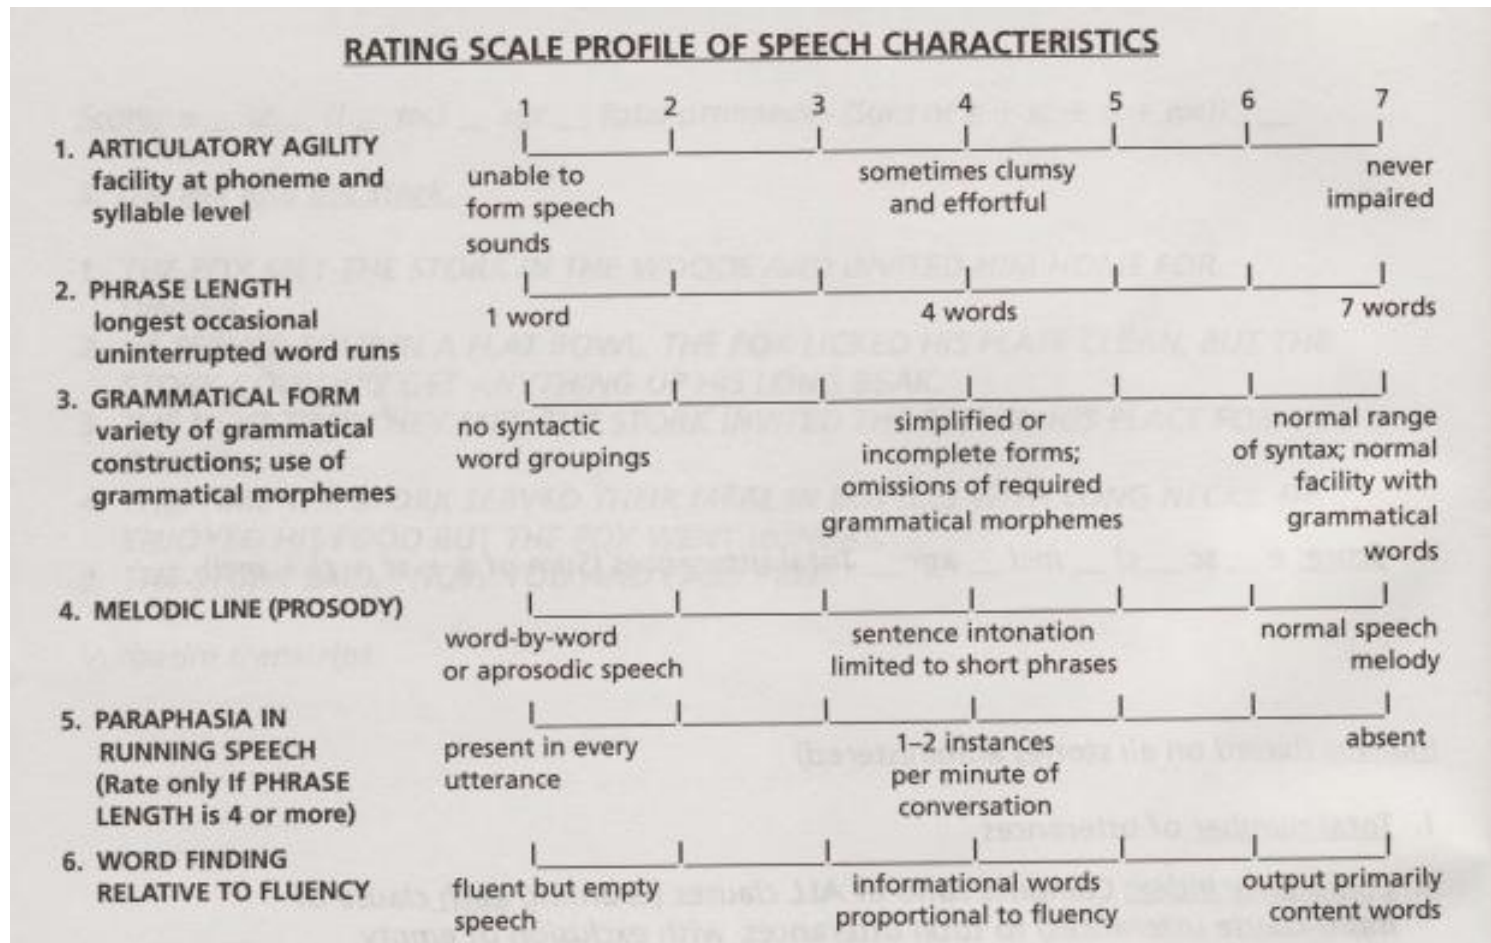 RATING SCALE PROFILE OF SPEECH CHARACTERISTICS
1 2 3 4 5 6 7
1. ARTICULATORY AGILITY
facility at phoneme and
syllable level
unable to
form speech
sounds
sometimes clumsy
and effortful
never
impaired
2. PHRASE LENGTH
longest occasional
uninterrupted word runs
1 word
4 words
7 words
3. GRAMMATICAL FORM
variety of grammatical
constructions; use of
grammatical morphemes
no syntactic
word groupings
simplified or
incomplete forms;
omissions of required
grammatical morphemes
normal range
of syntax; normal
facility with
grammatical
words
4. MELODIC LINE (PROSODY)
word-by-word
or aprosodic speech
sentence intonation
limited to short phrases
normal speech
melody
5. PARAPHASIA IN
RUNNING SPEECH
(Rate only If PHRASE
LENGTH is 4 or more)
present in every
utterance
1–2 instances
per minute of
conversation
absent
6. WORD FINDING
RELATIVE TO FLUENCY
fluent but empty
speech
informational words
proportional to fluency
output primarily
content words